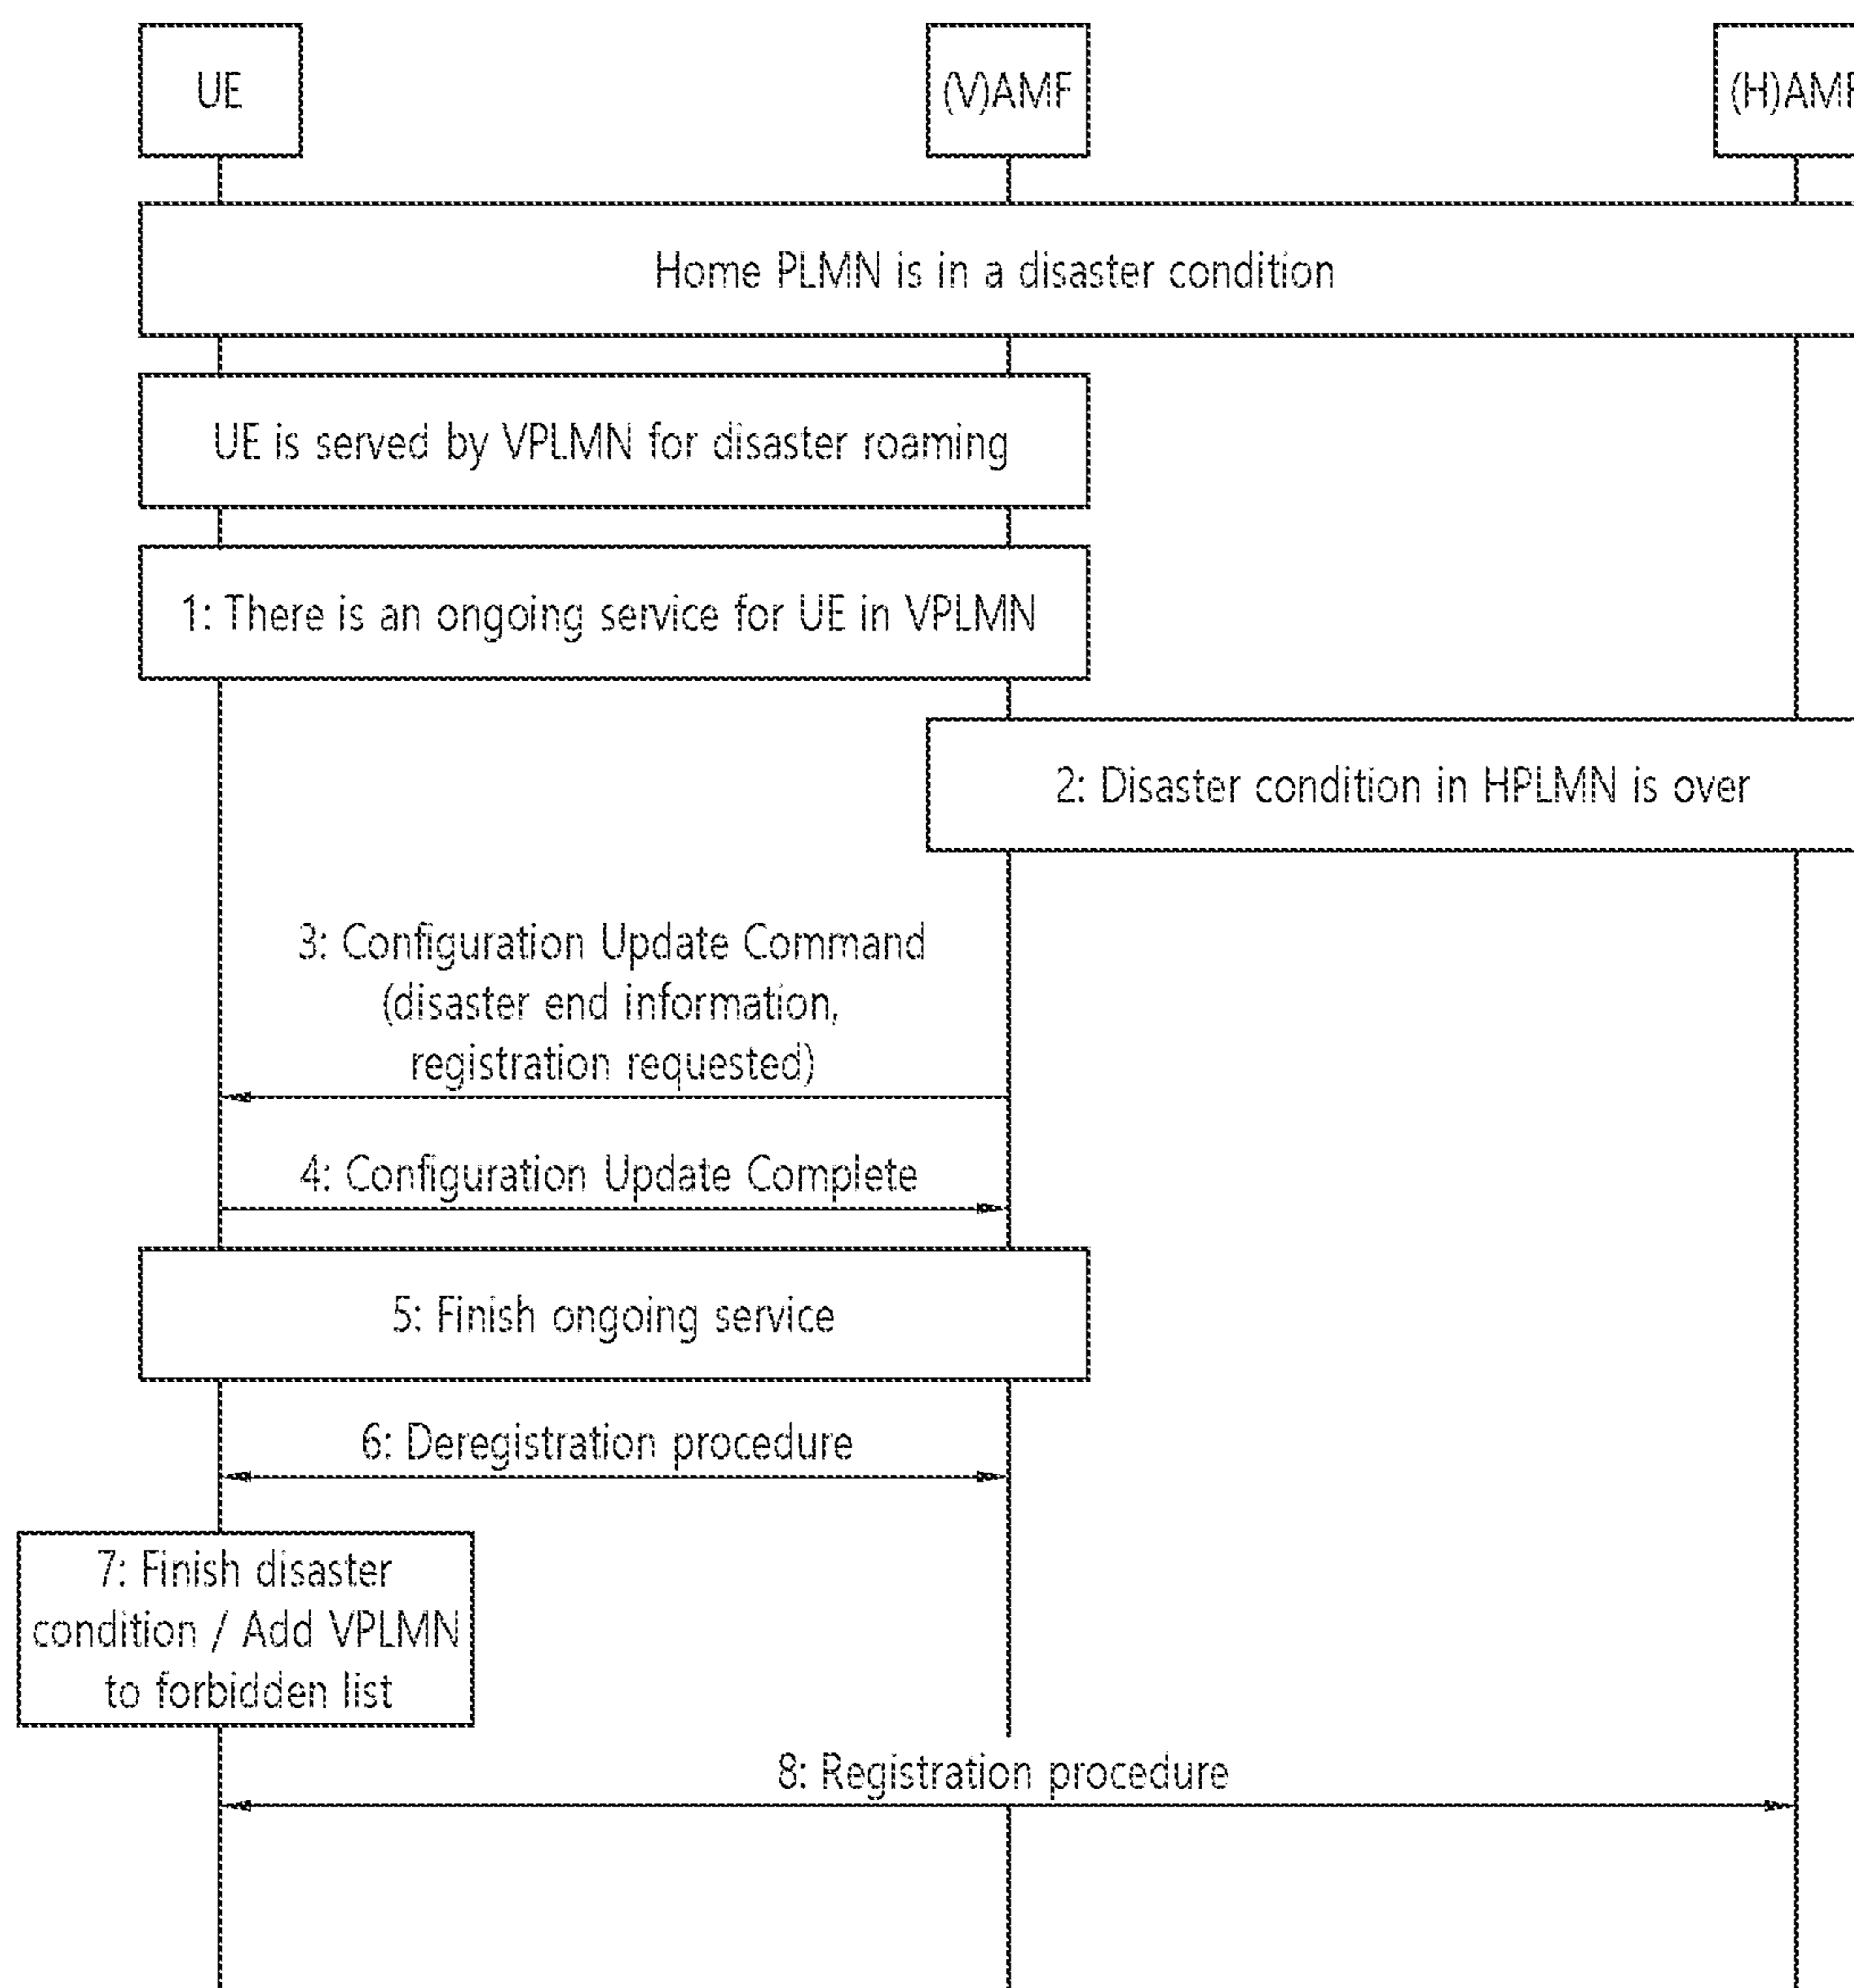 UE
(V)AMF
(H)AMF
Home PLMN is in a disaster condition
UE is served by VPLMN for disaster roaming
1: There is an ongoing service for UE in VPLMN
2: Disaster condition in HPLMN is over
3: Configuration Update Command
(disaster end information,
registration requested)
4: Configuration Update Complete
5: Finish ongoing service
6: Deregistration procedure
7: Finish disaster
condition / Add VPLMN
to forbidden list
8: Registration procedure